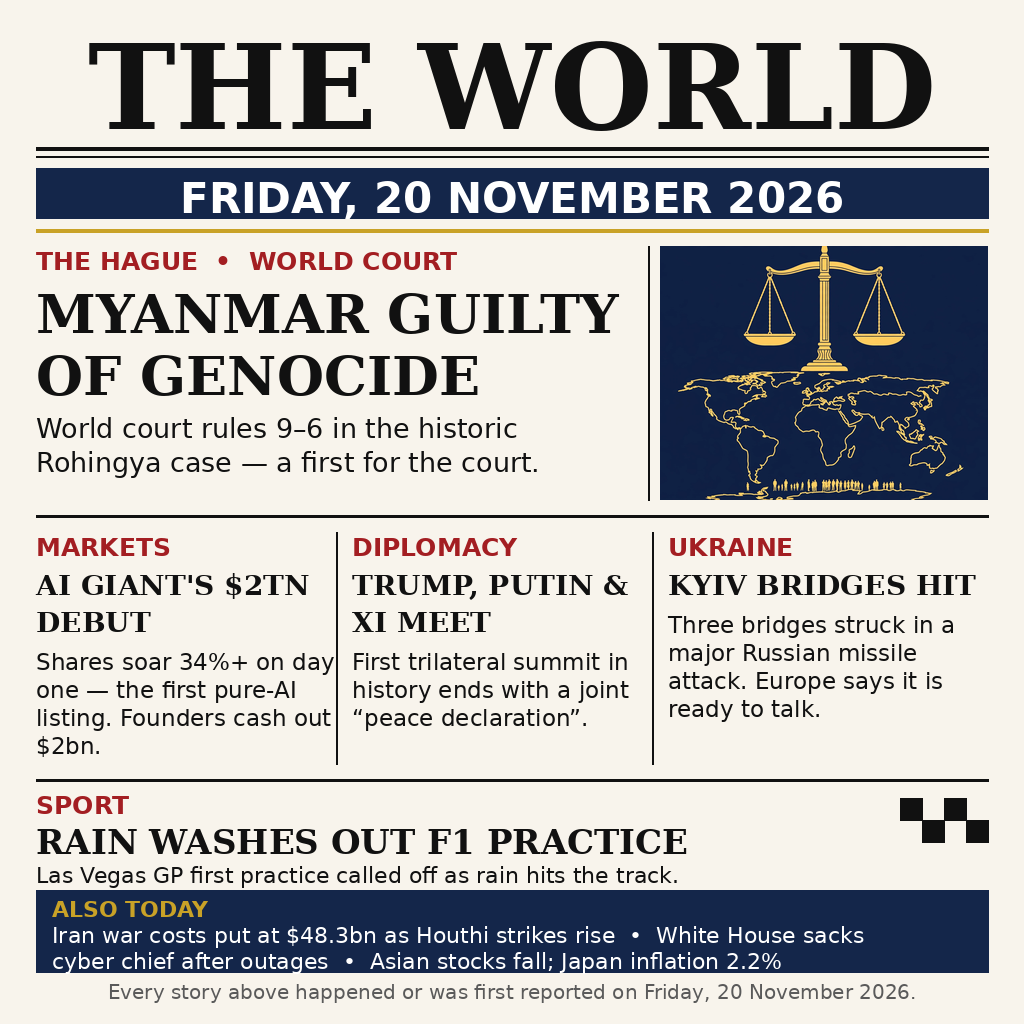 THE WORLD
FRIDAY, 20 NOVEMBER 2026
THE HAGUE • WORLD COURT
MYANMAR GUILTY
OF GENOCIDE
World court rules 9–6 in the historic
Rohingya case — a first for the court.
MARKETS
AI GIANT'S $2TN
DEBUT
Shares soar 34%+ on day
one — the first pure-AI
listing. Founders cash out
$2bn.
DIPLOMACY
TRUMP, PUTIN &
XI MEET
First trilateral summit in
history ends with a joint
“peace declaration”.
UKRAINE
KYIV BRIDGES HIT
Three bridges struck in a
major Russian missile
attack. Europe says it is
ready to talk.
SPORT
RAIN WASHES OUT F1 PRACTICE
Las Vegas GP first practice called off as rain hits the track.
ALSO TODAY
Iran war costs put at $48.3bn as Houthi strikes rise • White House sacks
cyber chief after outages • Asian stocks fall; Japan inflation 2.2%
Every story above happened or was first reported on Friday, 20 November 2026.